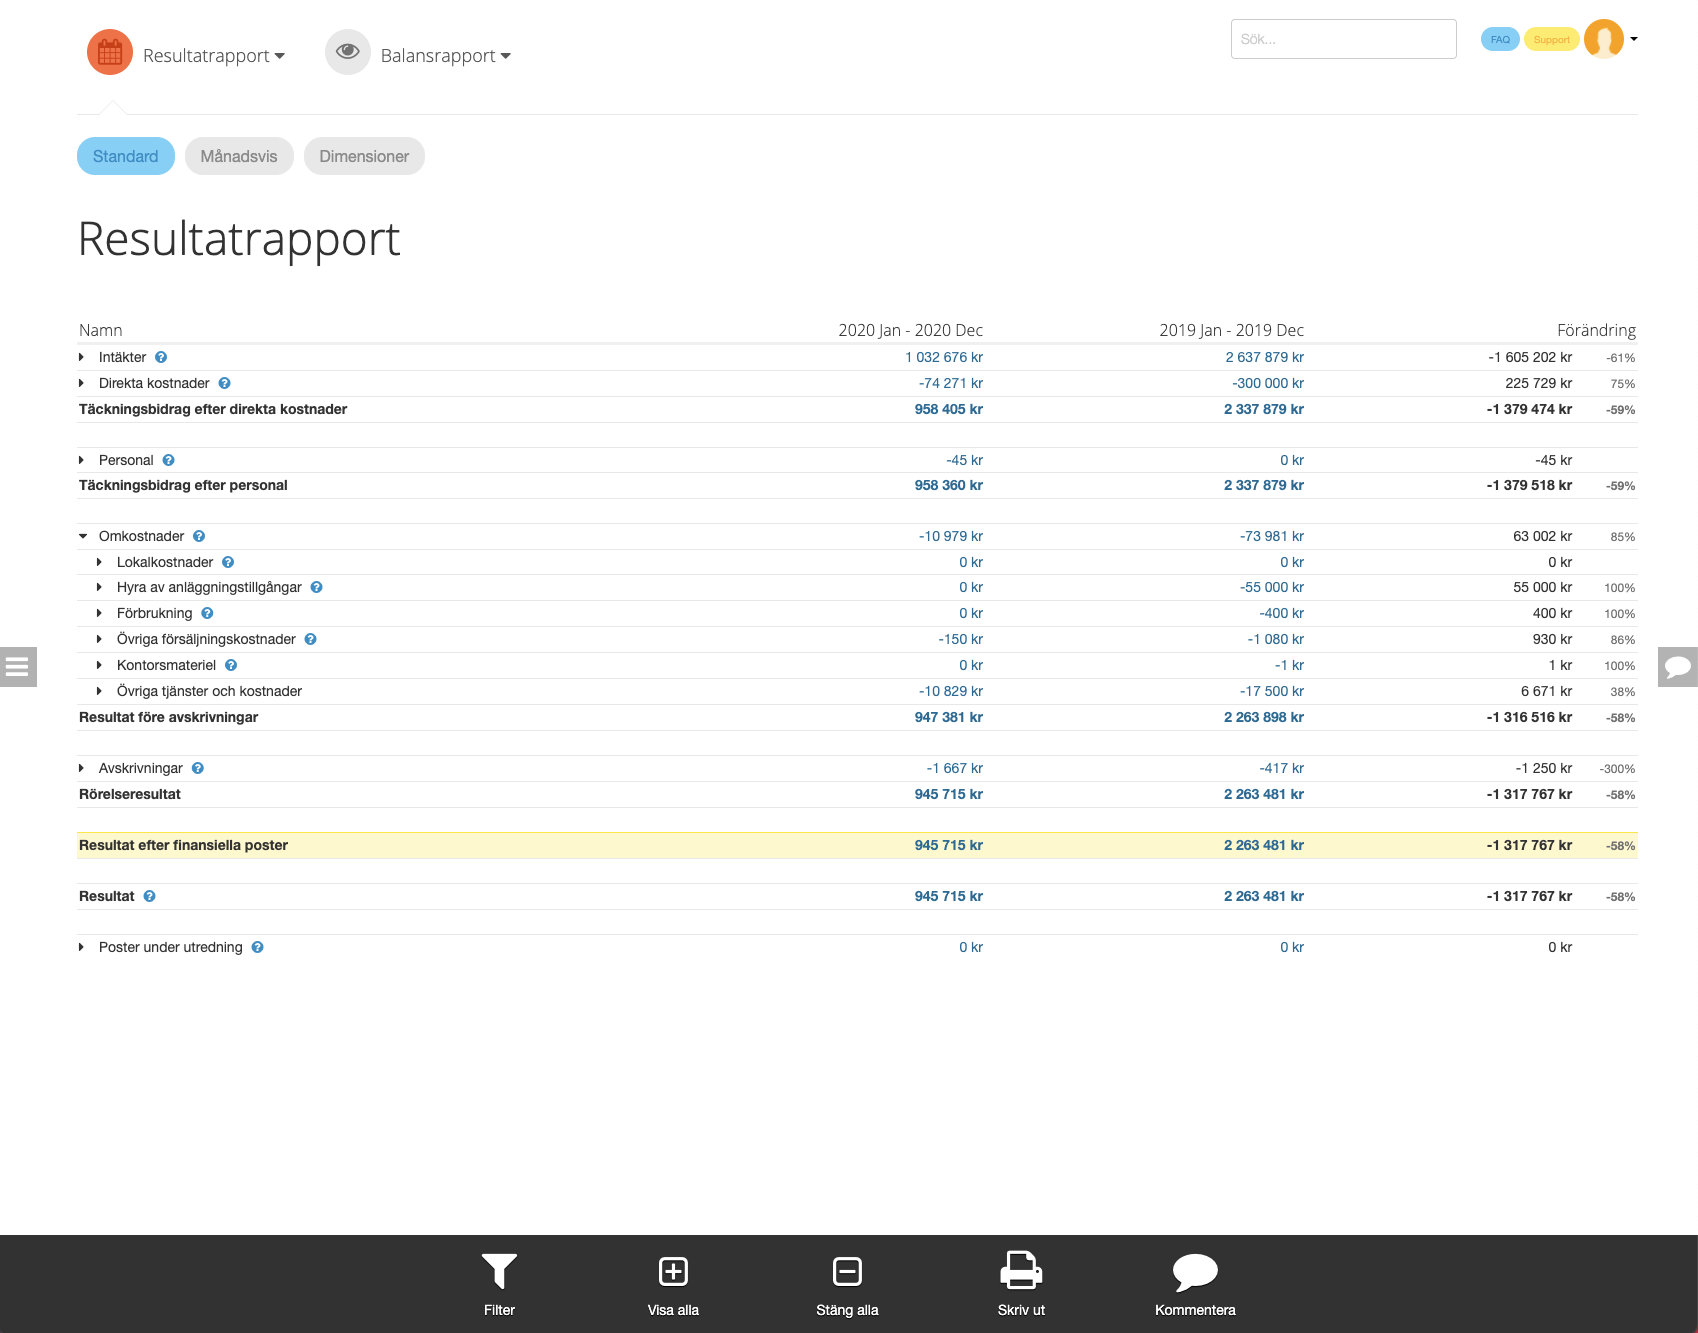 Resultatrapport
Balansrapport
Sök...
FAQ
Support
Standard
Månadsvis
Dimensioner
Resultatrapport
Namn 2020 Jan - 2020 Dec 2019 Jan - 2019 Dec Förändring
Intäkter 1 032 676 kr 2 637 879 kr -1 605 202 kr -61%
Direkta kostnader -74 271 kr -300 000 kr 225 729 kr 75%
Täckningsbidrag efter direkta kostnader 958 405 kr 2 337 879 kr -1 379 474 kr -59%
Personal -45 kr 0 kr -45 kr
Täckningsbidrag efter personal 958 360 kr 2 337 879 kr -1 379 518 kr -59%
Omkostnader -10 979 kr -73 981 kr 63 002 kr 85%
Lokalkostnader 0 kr 0 kr 0 kr
Hyra av anläggningstillgångar 0 kr -55 000 kr 55 000 kr 100%
Förbrukning 0 kr -400 kr 400 kr 100%
Övriga försäljningskostnader -150 kr -1 080 kr 930 kr 86%
Kontorsmateriel 0 kr -1 kr 1 kr 100%
Övriga tjänster och kostnader -10 829 kr -17 500 kr 6 671 kr 38%
Resultat före avskrivningar 947 381 kr 2 263 898 kr -1 316 516 kr -58%
Avskrivningar -1 667 kr -417 kr -1 250 kr -300%
Rörelseresultat 945 715 kr 2 263 481 kr -1 317 767 kr -58%
Resultat efter finansiella poster 945 715 kr 2 263 481 kr -1 317 767 kr -58%
Resultat 945 715 kr 2 263 481 kr -1 317 767 kr -58%
Poster under utredning 0 kr 0 kr 0 kr
Filter
Visa alla
Stäng alla
Skriv ut
Kommentera